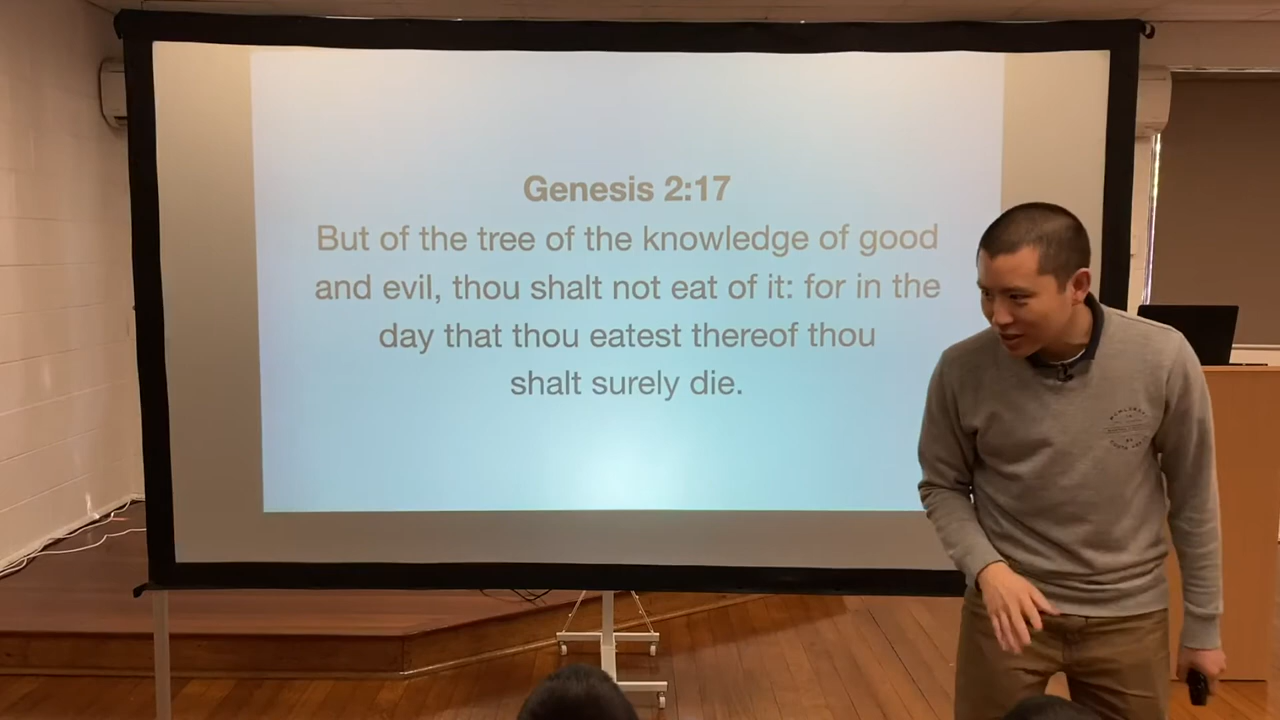 Genesis 2:17
But of the tree of the knowledge of good
and evil, thou shalt not eat of it: for in the
day that thou eatest thereof thou
shalt surely die.